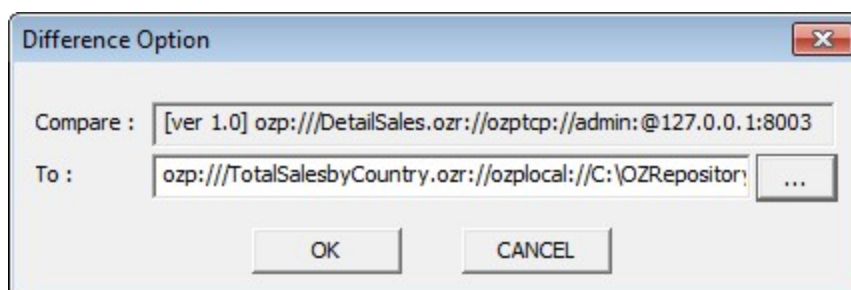 Difference Option
Compare : [ver 1.0] ozp:///DetailSales.ozr://ozptcp://admin:@127.0.0.1:8003
To : ozp:///TotalSalesbyCountry.ozr://ozplocal://C:\OZRepository ...
OK CANCEL